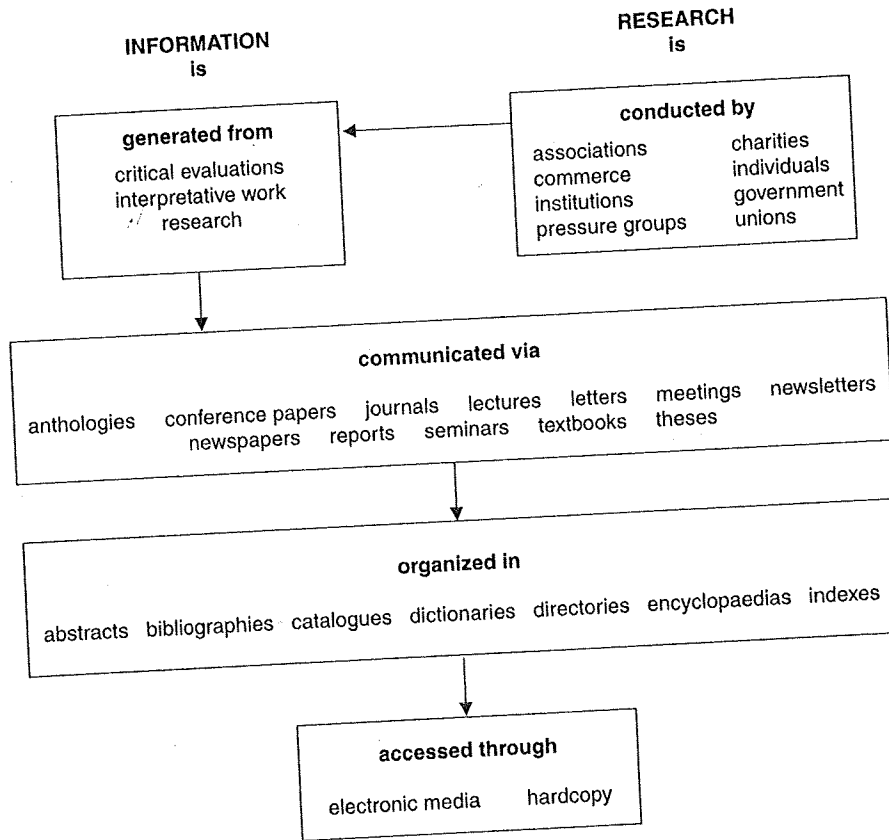 INFORMATION
is
RESEARCH
is
generated from
critical evaluations
interpretative work
research
conducted by
associations charities
commerce individuals
institutions government
pressure groups unions
communicated via
anthologies conference papers journals lectures letters meetings newsletters
newspapers reports seminars textbooks theses
organized in
abstracts bibliographies catalogues dictionaries directories encyclopaedias indexes
accessed through
electronic media hardcopy